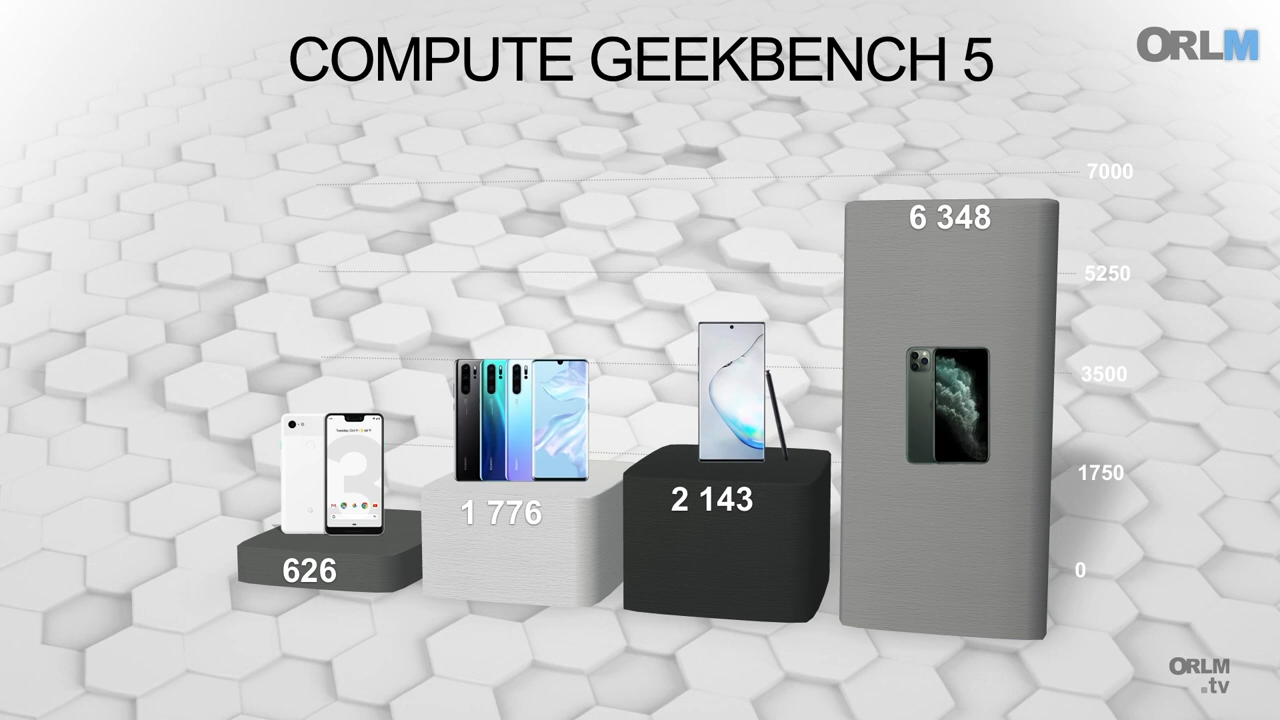 COMPUTE GEEKBENCH 5
ORLM
7000
6 348
5250
3500
1750
1 776
2 143
626
0
ORLM
.tv